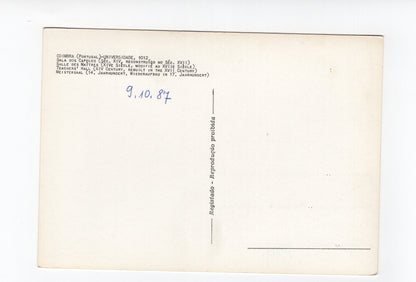 COIMBRA (PORTUGAL)-UNIVERSIDADE, 1012
SALA DOS CAPELOS (SÉC. XIV, RECONSTRUÇÃO NO SÉC. XVII)
SALLE DES MAÎTRES (XIVE SIÈCLE, MODIFIÉ AU XVIIE SIÈCLE)
TEACHERS' HALL (XIV CENTURY, REBUILT IN THE XVII CENTURY)
MEISTERSAAL (14. JAHRHUNDERT, WIEDERAUFBAU IN 17. JAHRHUNDERT)
9.10.87
Registado - Reprodução proibida